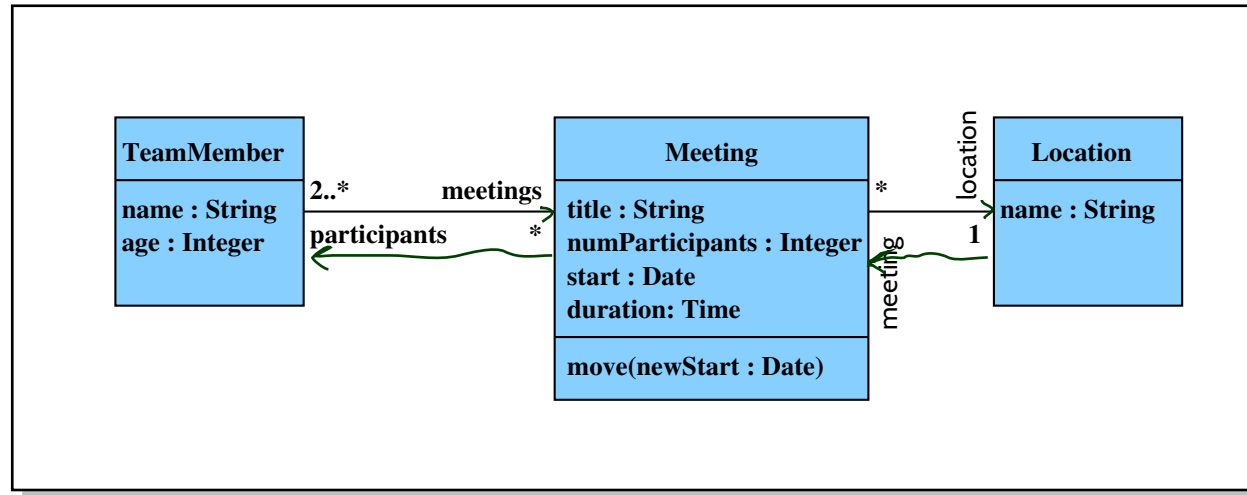 TeamMember
name : String
age : Integer
2..*
meetings
participants
*
Meeting
title : String
numParticipants : Integer
start : Date
duration: Time
move(newStart : Date)
*
location
meeting
1
Location
name : String